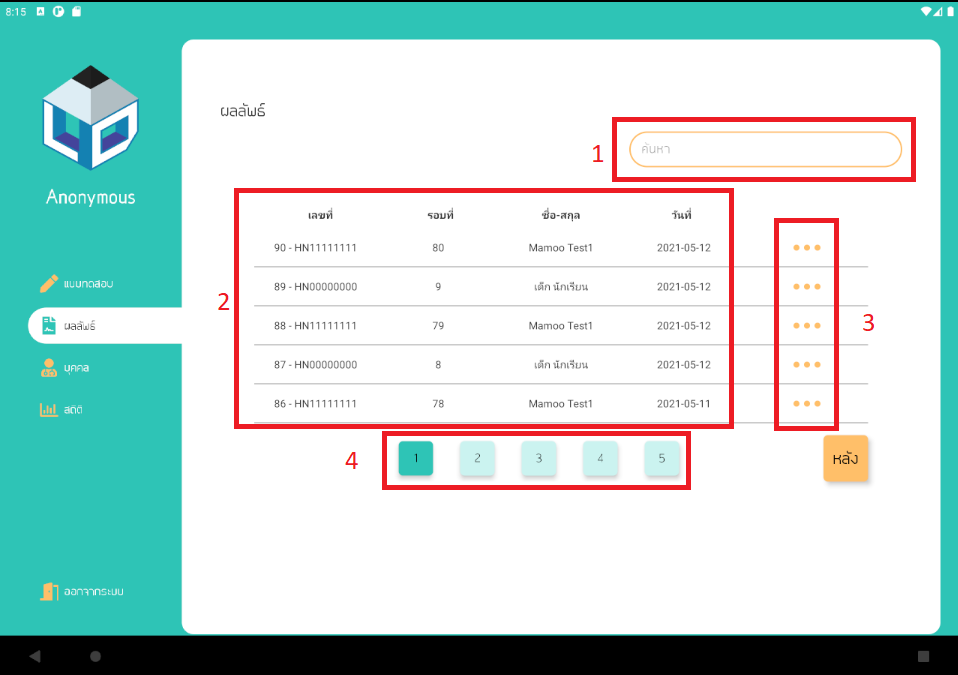 8:15
Anonymous
แบบทดสอบ
ผลลัพธ์
บุคคล
สถิติ
ออกจากระบบ
ผลลัพธ์
1
ค้นหา
2
เลขที่ รอบที่ ชื่อ-สกุล วันที่
90 - HN11111111 80 Mamoo Test1 2021-05-12
89 - HN00000000 9 เด็ก นักเรียน 2021-05-12
88 - HN11111111 79 Mamoo Test1 2021-05-12
87 - HN00000000 8 เด็ก นักเรียน 2021-05-12
86 - HN11111111 78 Mamoo Test1 2021-05-11
3
4
1 2 3 4 5
หลัง